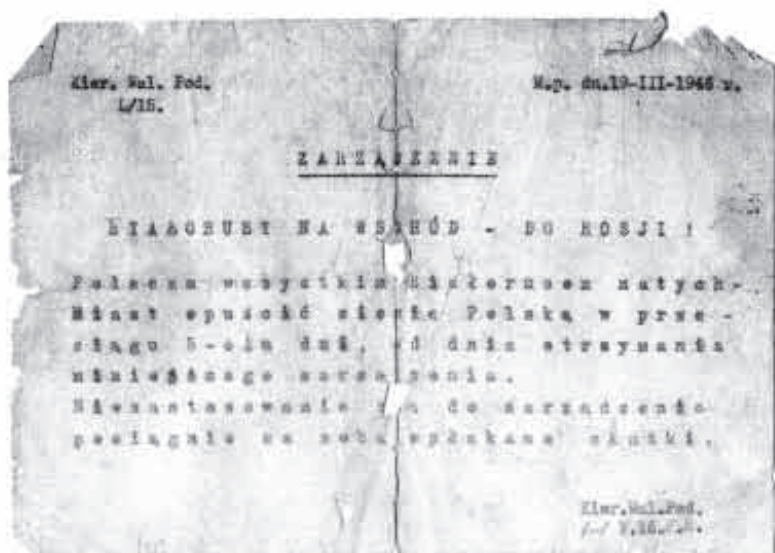 Kier. Wal. Pod.
L/15.
M.p. dn.19-III-1946 r.
ZARZĄDZENIE
BIAŁORUSY NA WSCHÓD - DO ROSJI !
Polecam wszystkim Białorusom natych-
miast opuścić ziemię Polską w prze-
ciągu 5-ciu dni, od dnia otrzymania
niniejszego zarządzenia.
Niezastosowanie się do zarządzenia
pociągnie za sobą opłakane skutki.
Kier.Wal.Pod.